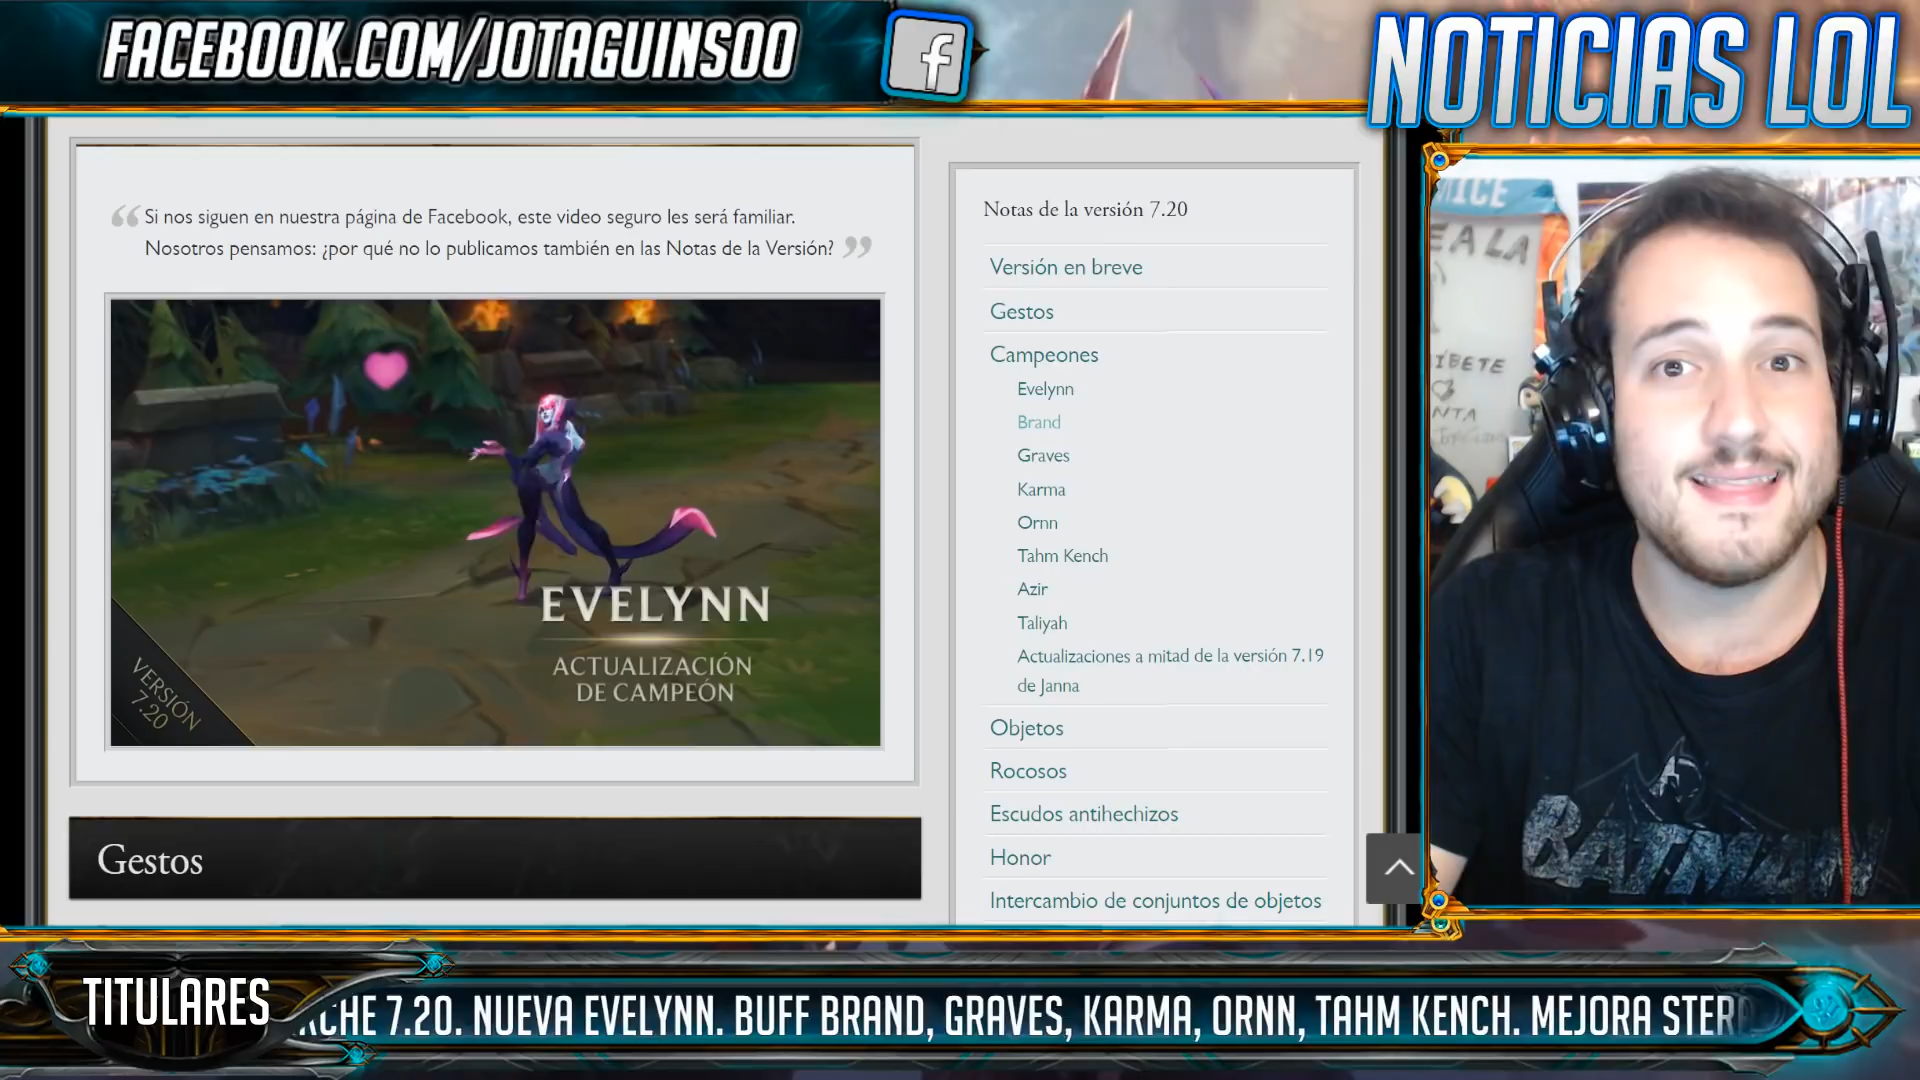 FACEBOOK.COM/JOTAGUINSOO
f
NOTICIAS LOL
“ Si nos siguen en nuestra página de Facebook, este video seguro les será familiar.
Nosotros pensamos: ¿por qué no lo publicamos también en las Notas de la Versión? ”
EVELYNN
ACTUALIZACIÓN
DE CAMPEÓN
VERSIÓN
7.20
Gestos
Notas de la versión 7.20
Versión en breve
Gestos
Campeones
Evelynn
Brand
Graves
Karma
Ornn
Tahm Kench
Azir
Taliyah
Actualizaciones a mitad de la versión 7.19
de Janna
Objetos
Rocosos
Escudos antihechizos
Honor
Intercambio de conjuntos de objetos
BATMAN
TITULARES
RCHE 7.20. NUEVA EVELYNN. BUFF BRAND, GRAVES, KARMA, ORNN, TAHM KENCH. MEJORA STER